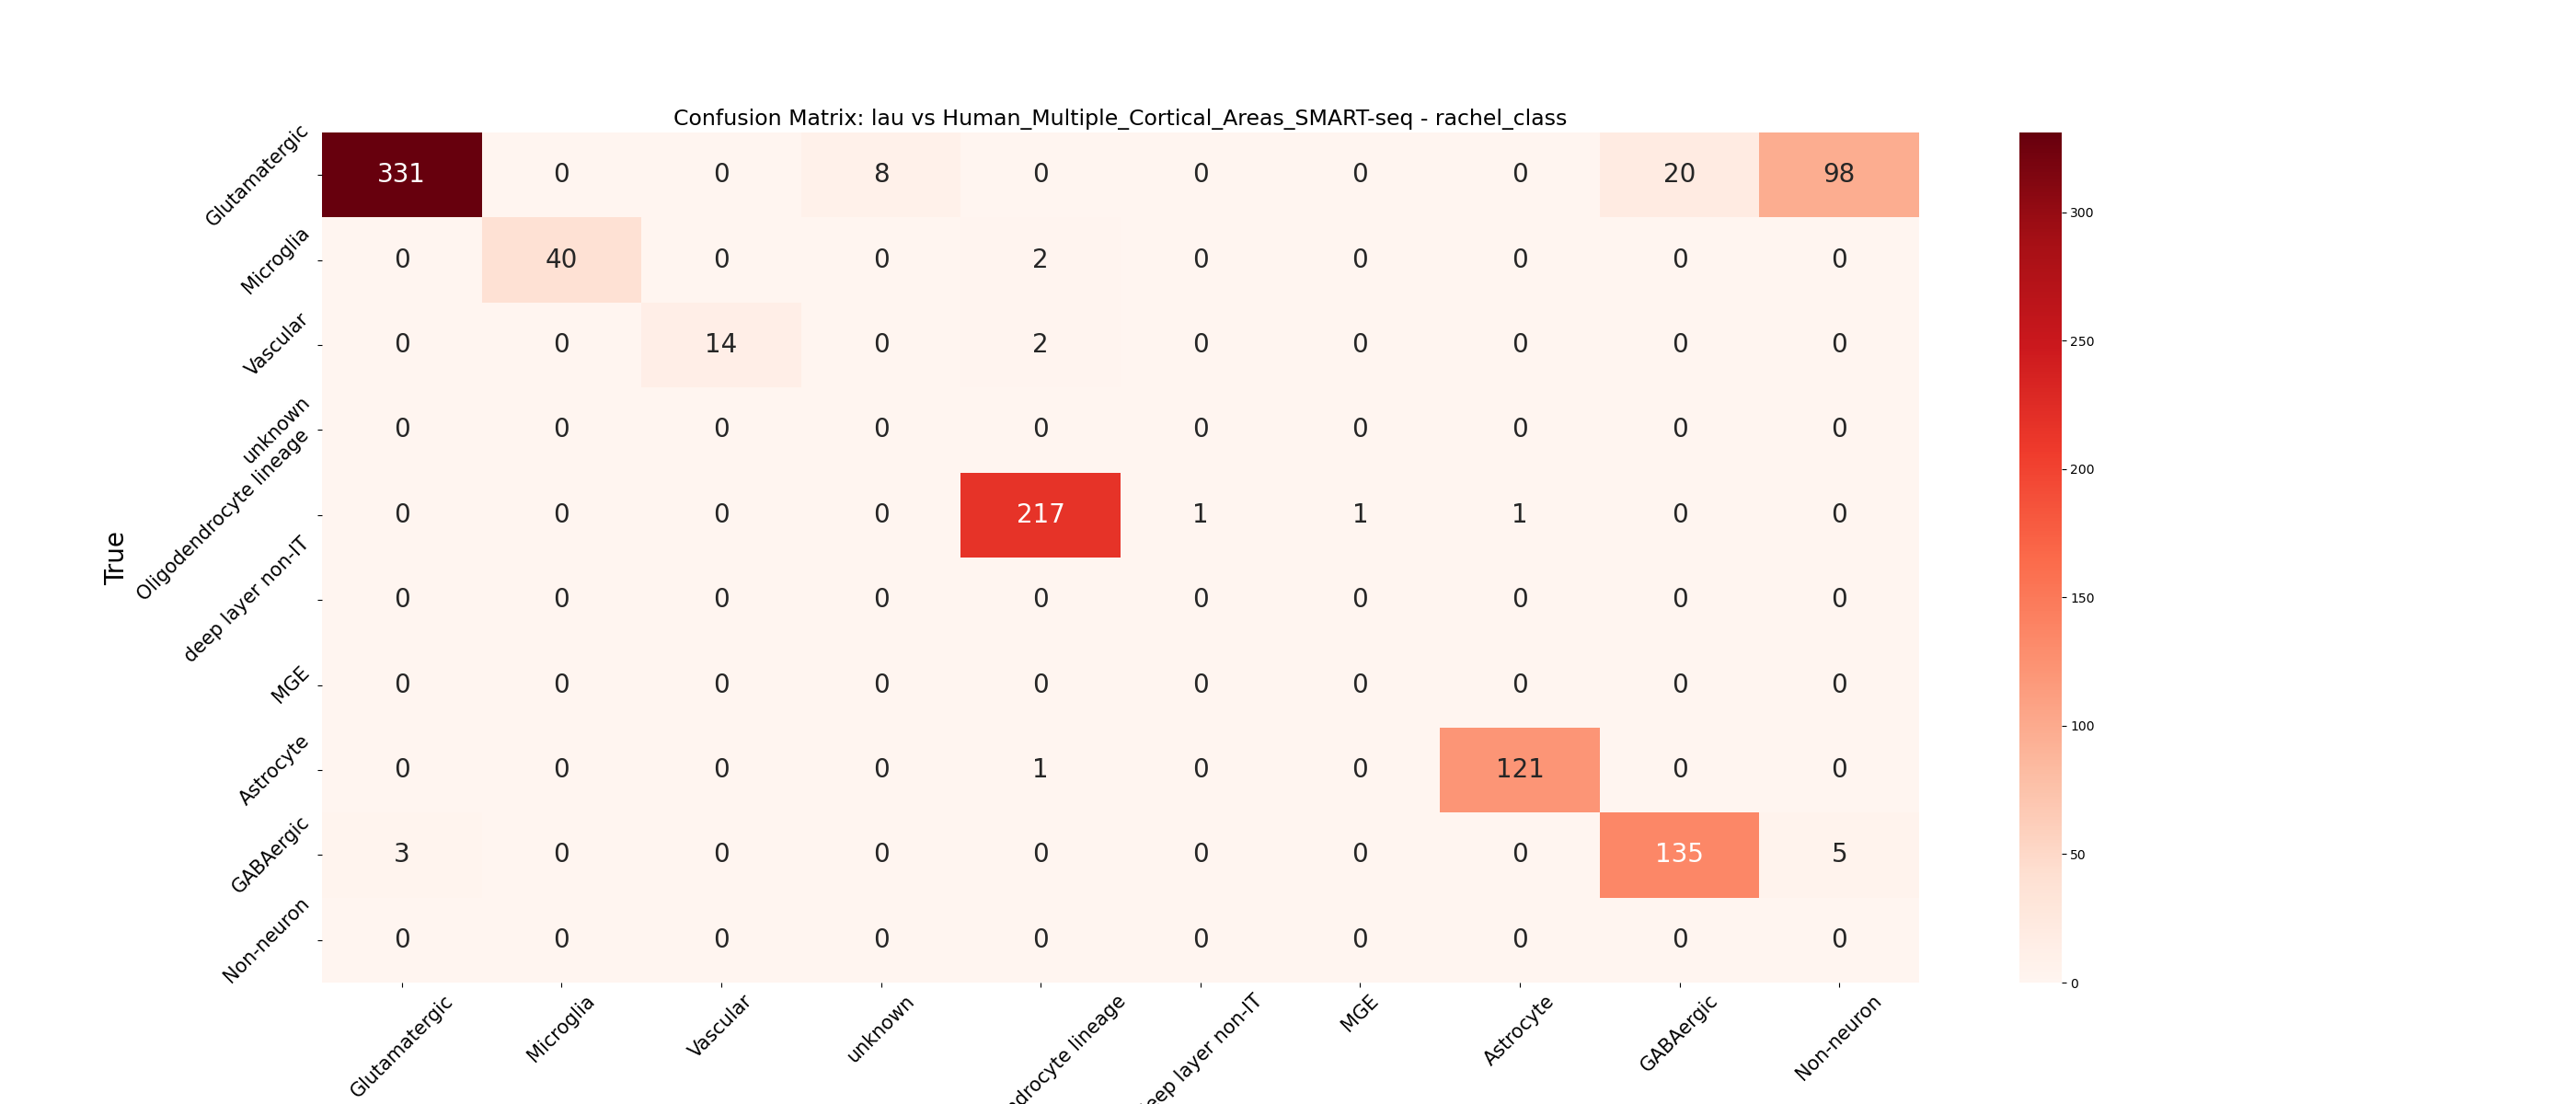 Confusion Matrix: lau vs Human_Multiple_Cortical_Areas_SMART-seq - rachel_class
Glutamatergic 331 0 0 8 0 0 0 0 20 98
Microglia 0 40 0 0 2 0 0 0 0 0
Vascular 0 0 14 0 2 0 0 0 0 0
unknown 0 0 0 0 0 0 0 0 0 0
Oligodendrocyte lineage 0 0 0 0 217 1 1 1 0 0
deep layer non-IT 0 0 0 0 0 0 0 0 0 0
MGE 0 0 0 0 0 0 0 0 0 0
Astrocyte 0 0 0 0 1 0 0 121 0 0
GABAergic 3 0 0 0 0 0 0 0 135 5
Non-neuron 0 0 0 0 0 0 0 0 0 0
True
Glutamatergic Microglia Vascular unknown ndrocyte lineage eep layer non-IT MGE Astrocyte GABAergic Non-neuron
300
250
200
150
100
50
0